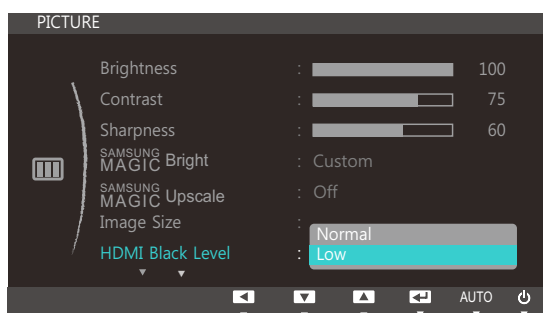 PICTURE
Brightness : 100
Contrast : 75
Sharpness : 60
SAMSUNG MAGIC Bright : Custom
SAMSUNG MAGIC Upscale : Off
Image Size :
Normal
HDMI Black Level : Low
AUTO